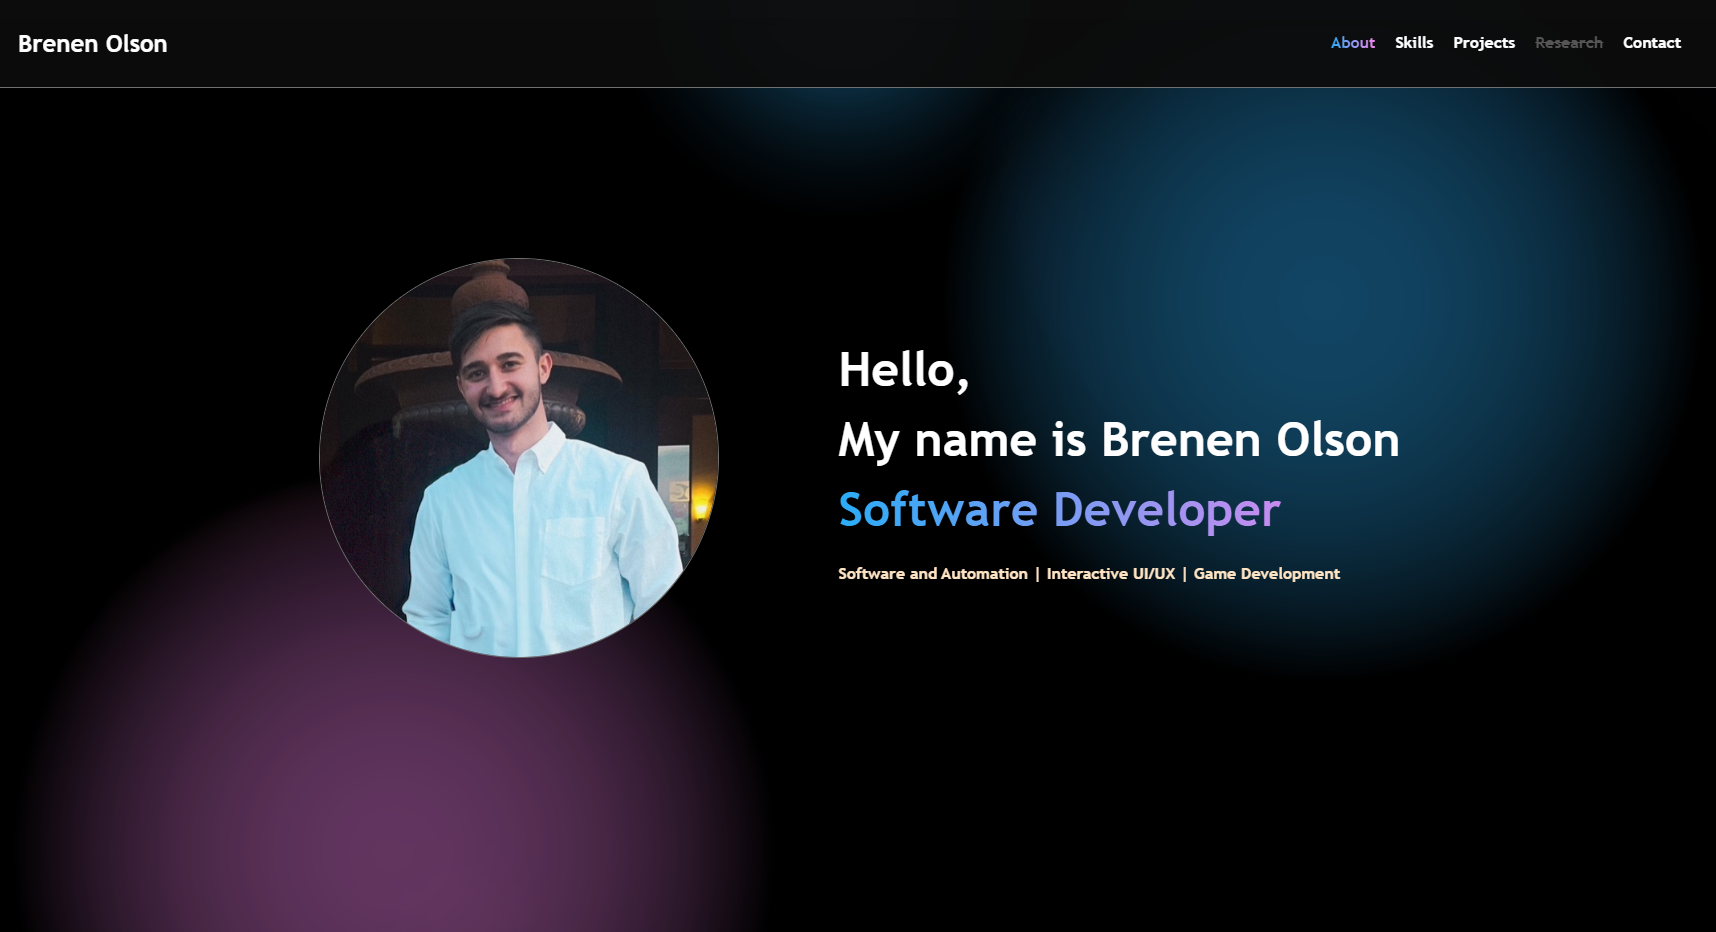 Brenen Olson
About Skills Projects Research Contact
Hello,
My name is Brenen Olson
Software Developer
Software and Automation | Interactive UI/UX | Game Development